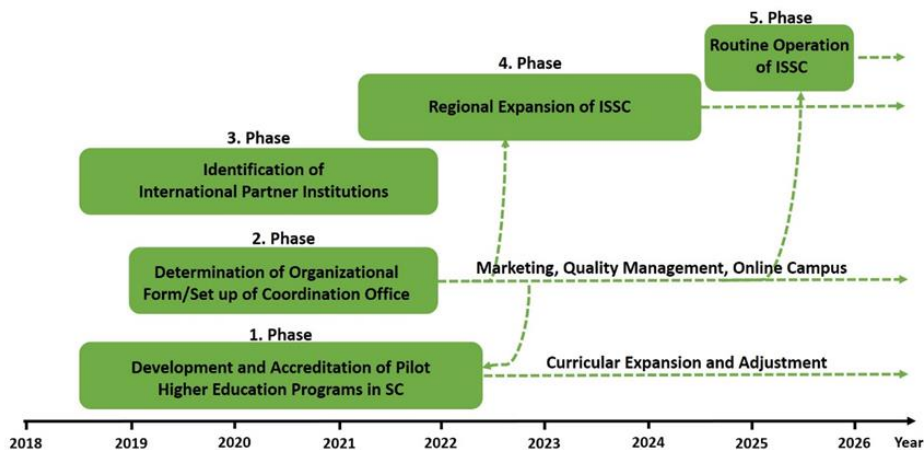 5. Phase
Routine Operation
of ISSC
4. Phase
Regional Expansion of ISSC
3. Phase
Identification of
International Partner Institutions
2. Phase
Determination of Organizational
Form/Set up of Coordination Office
Marketing, Quality Management, Online Campus
1. Phase
Development and Accreditation of Pilot
Higher Education Programs in SC
Curricular Expansion and Adjustment
2018 2019 2020 2021 2022 2023 2024 2025 2026 Year